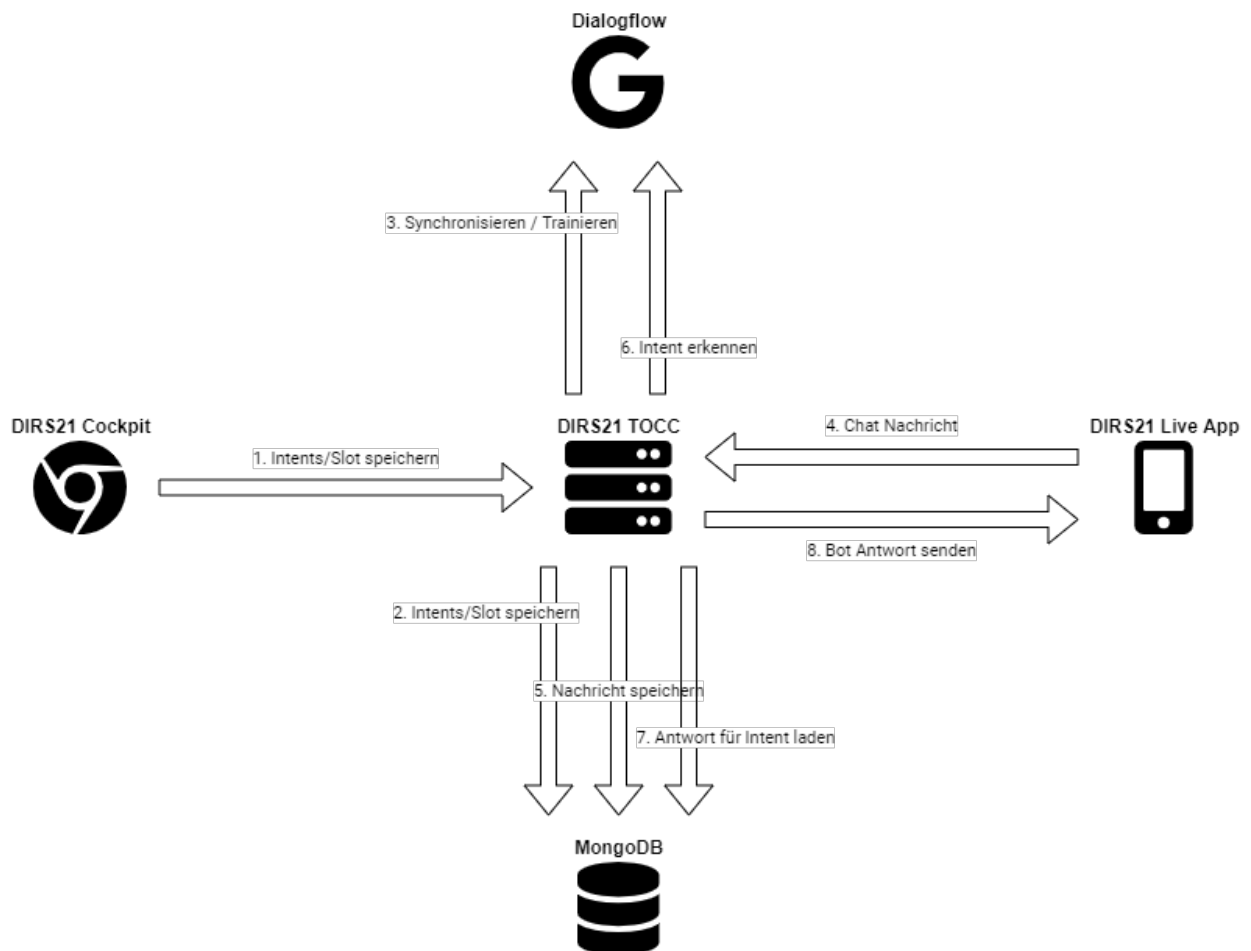 Dialogflow
3. Synchronisieren / Trainieren
6. Intent erkennen
DIRS21 Cockpit
DIRS21 TOCC
4. Chat Nachricht
DIRS21 Live App
1. Intents/Slot speichern
8. Bot Antwort senden
2. Intents/Slot speichern
5. Nachricht speichern
7. Antwort für Intent laden
MongoDB